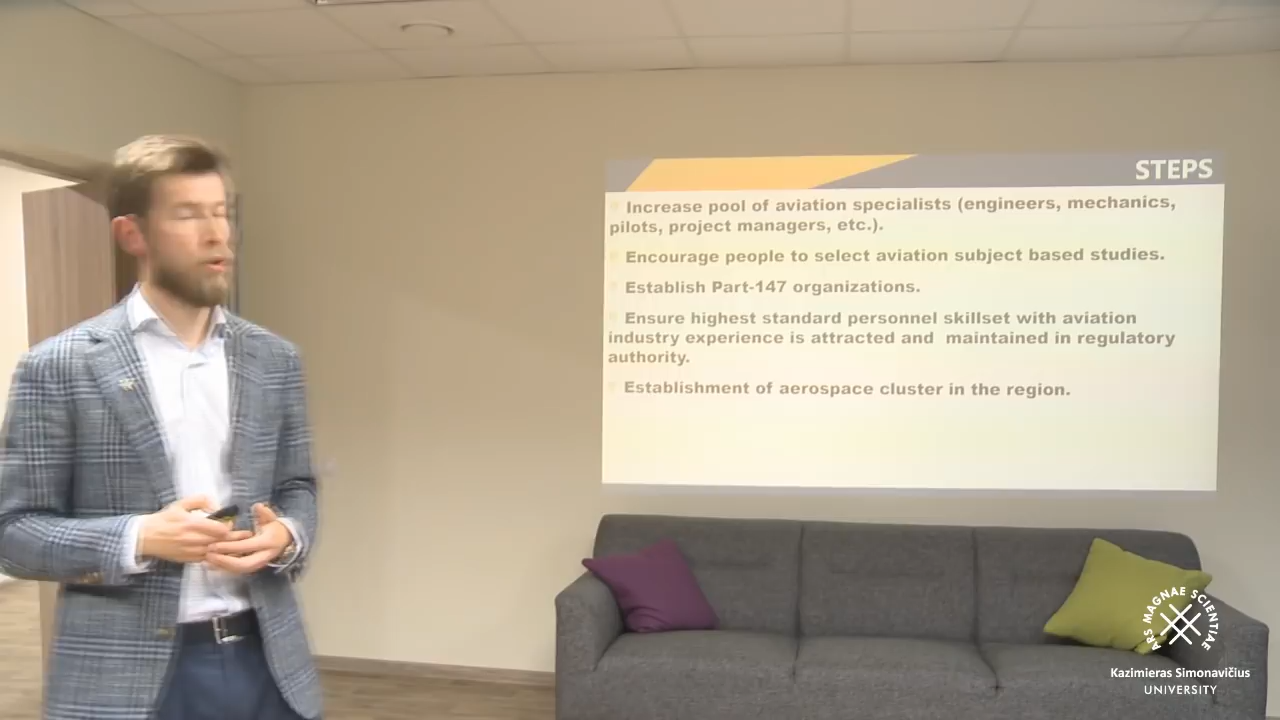 STEPS
Increase pool of aviation specialists (engineers, mechanics,
pilots, project managers, etc.).
Encourage people to select aviation subject based studies.
Establish Part-147 organizations.
Ensure highest standard personnel skillset with aviation
industry experience is attracted and maintained in regulatory
authority.
Establishment of aerospace cluster in the region.
ARS MAGNAE SCIENTIAE
Kazimieras Simonavičius
UNIVERSITY